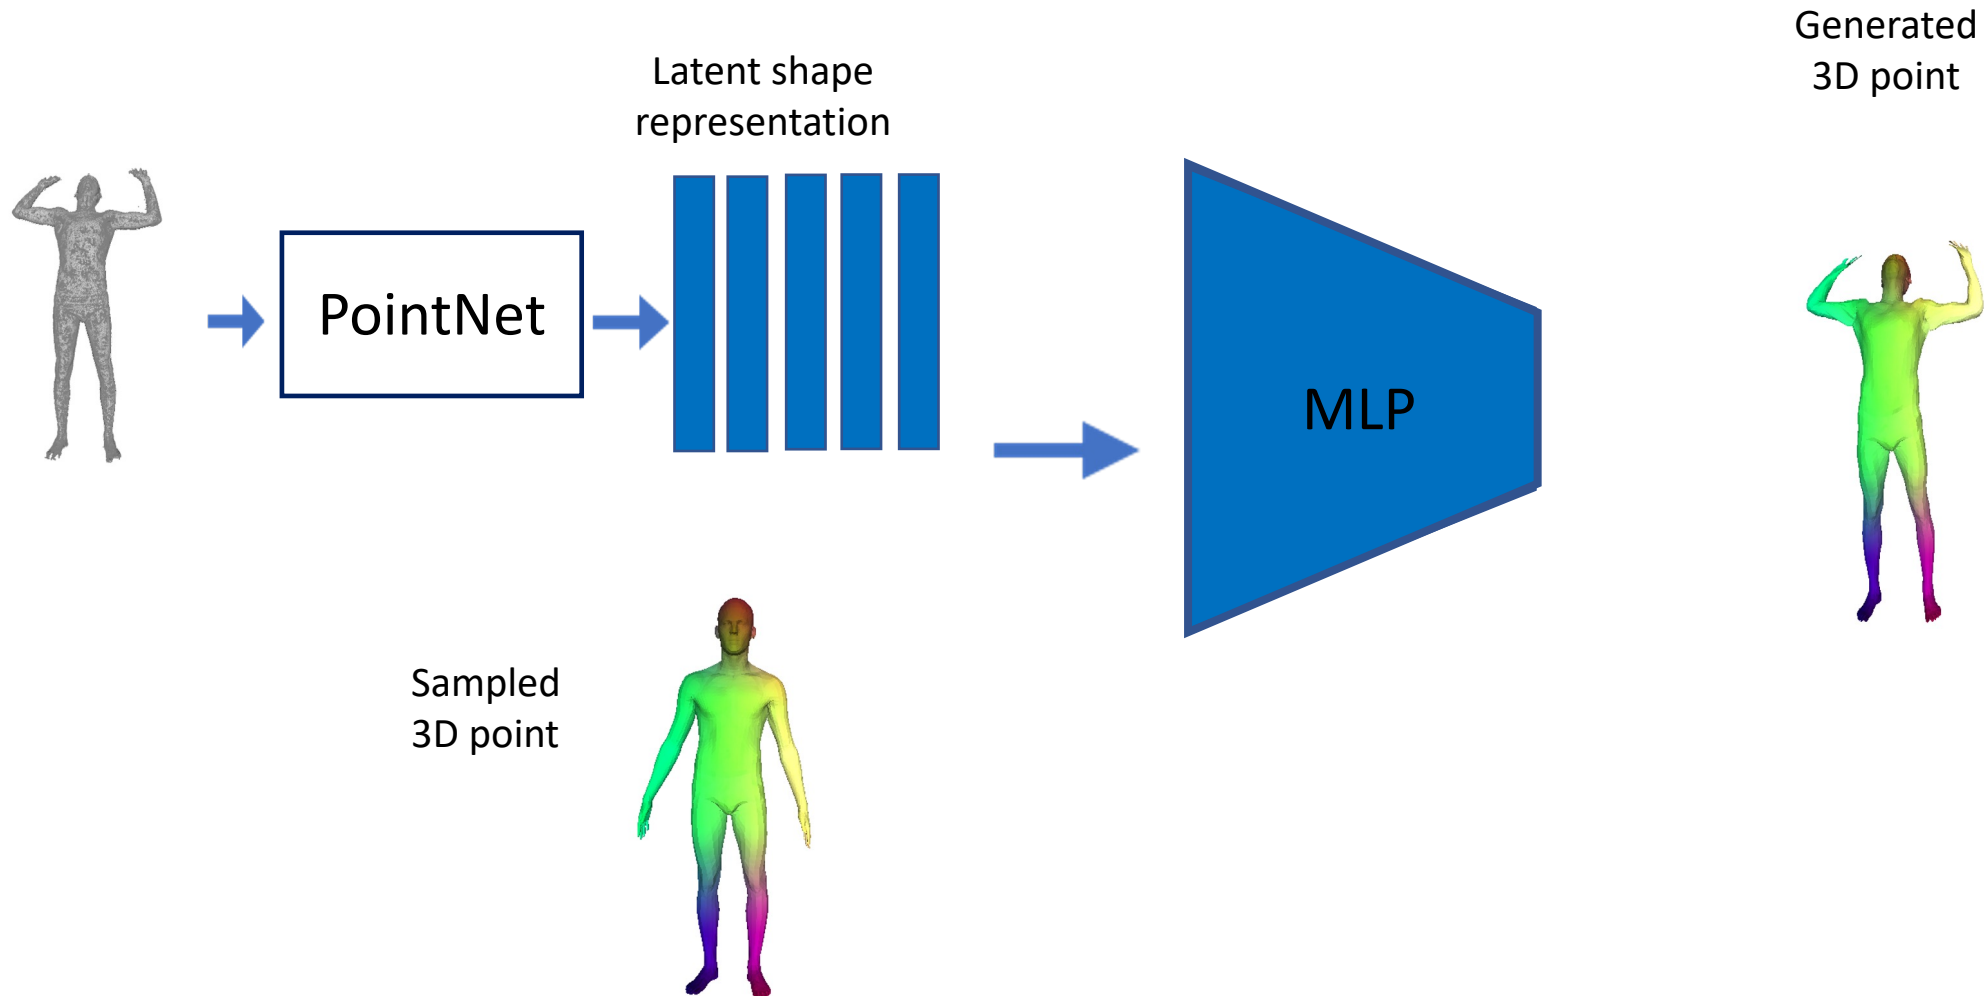 Generated
3D point
Latent shape
representation
PointNet
MLP
Sampled
3D point